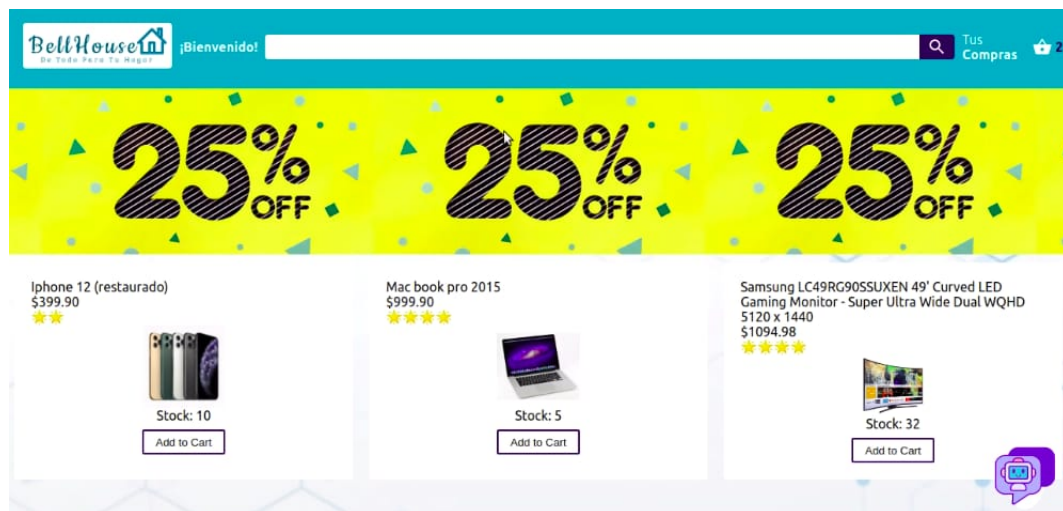 BellHouse
De Todo Para Tu Hogar
¡Bienvenido!
Tus
Compras
2
25%
OFF
25%
OFF
25%
OFF
Iphone 12 (restaurado)
$399.90
Stock: 10
Add to Cart
Mac book pro 2015
$999.90
Stock: 5
Add to Cart
Samsung LC49RG90SSUXEN 49' Curved LED
Gaming Monitor - Super Ultra Wide Dual WQHD
5120 x 1440
$1094.98
Stock: 32
Add to Cart